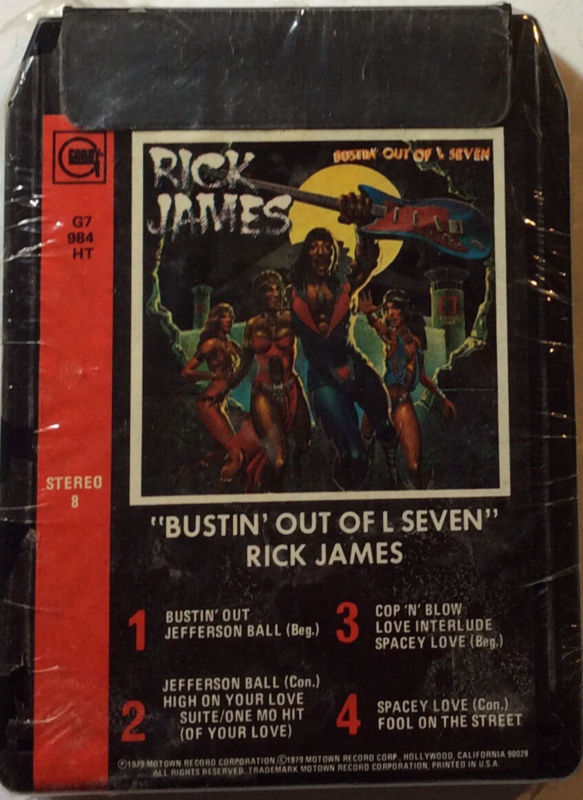 GORDY
G7
984
HT
STEREO
8
RICK
JAMES
BUSTIN' OUT OF L SEVEN
"BUSTIN' OUT OF L SEVEN"
RICK JAMES
1
BUSTIN' OUT
JEFFERSON BALL (Beg.)
2
JEFFERSON BALL (Con.)
HIGH ON YOUR LOVE
SUITE/ONE MO HIT
(OF YOUR LOVE)
3
COP 'N' BLOW
LOVE INTERLUDE
SPACEY LOVE (Beg.)
4
SPACEY LOVE (Con.)
FOOL ON THE STREET
℗1979 MOTOWN RECORD CORPORATION, ©1979 MOTOWN RECORD CORP., HOLLYWOOD, CALIFORNIA 90028
ALL RIGHTS RESERVED. TRADEMARK MOTOWN RECORD CORPORATION, PRINTED IN U.S.A.